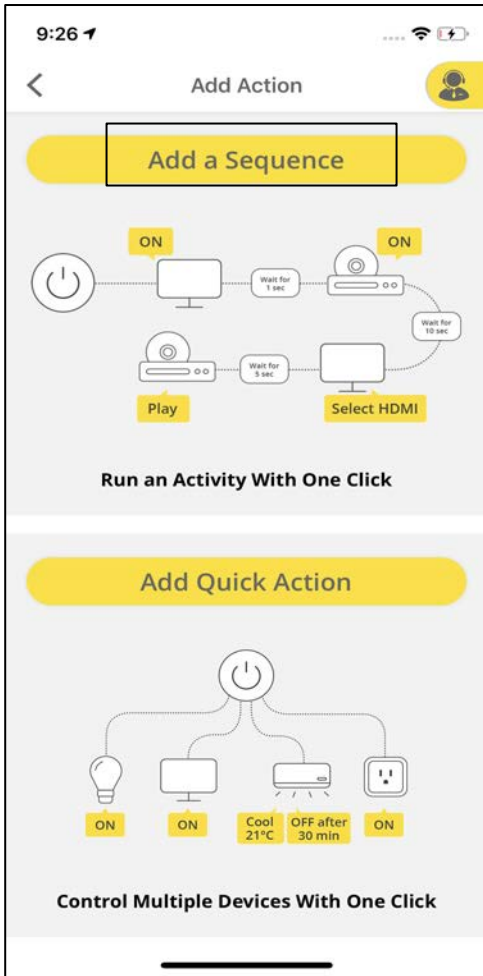 9:26
Add Action
Add a Sequence
ON
ON
Wait for
1 sec
Wait for
10 sec
Wait for
5 sec
Play
Select HDMI
Run an Activity With One Click
Add Quick Action
ON
ON
Cool
21°C
OFF after
30 min
ON
Control Multiple Devices With One Click